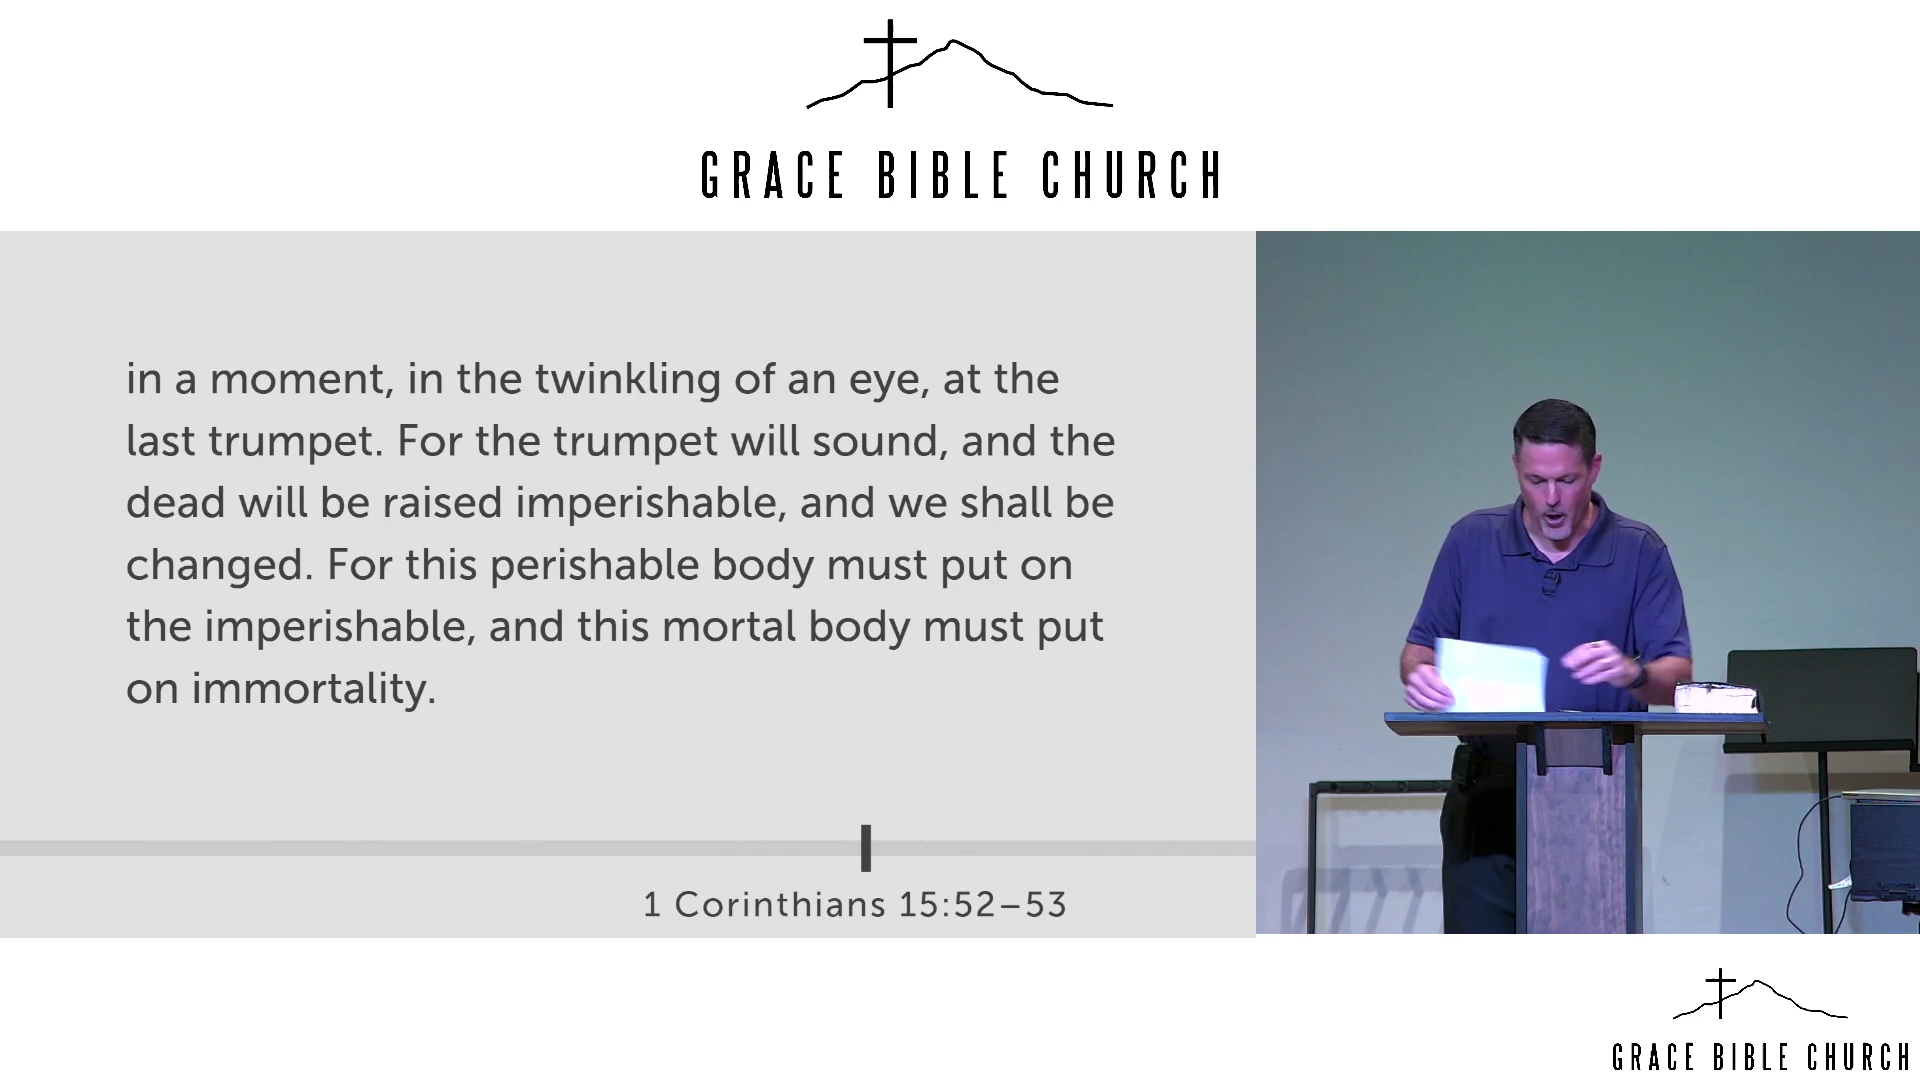 GRACE BIBLE CHURCH
in a moment, in the twinkling of an eye, at the
last trumpet. For the trumpet will sound, and the
dead will be raised imperishable, and we shall be
changed. For this perishable body must put on
the imperishable, and this mortal body must put
on immortality.
1 Corinthians 15:52–53
GRACE BIBLE CHURCH